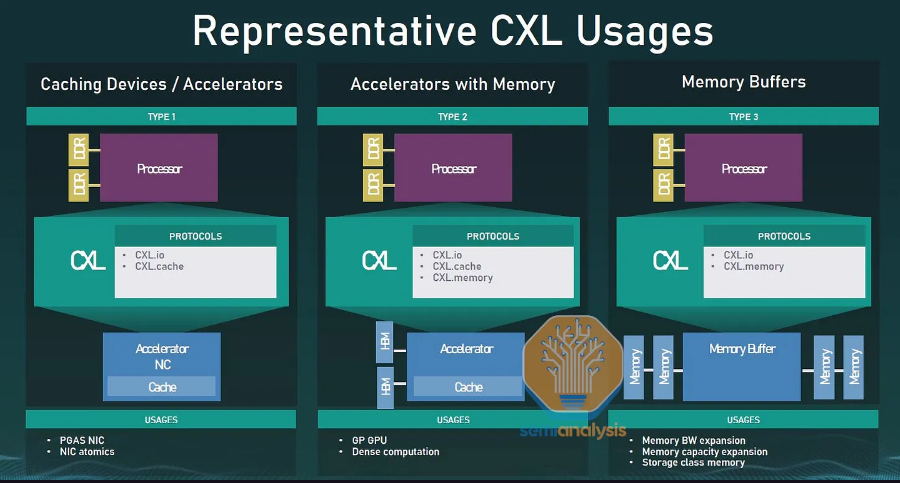 Representative CXL Usages
Caching Devices / Accelerators
TYPE 1
DDR
DDR
Processor
CXL
PROTOCOLS
• CXL.io
• CXL.cache
Accelerator
NC
Cache
USAGES
• PGAS NIC
• NIC atomics
Accelerators with Memory
TYPE 2
DDR
DDR
Processor
CXL
PROTOCOLS
• CXL.io
• CXL.cache
• CXL.memory
HBM
HBM
Accelerator
Cache
USAGES
• GP GPU
• Dense computation
Memory Buffers
TYPE 3
DDR
DDR
Processor
CXL
PROTOCOLS
• CXL.io
• CXL.memory
Memory
Memory
Memory Buffer
Memory
Memory
USAGES
• Memory BW expansion
• Memory capacity expansion
• Storage class memory
semianalysis